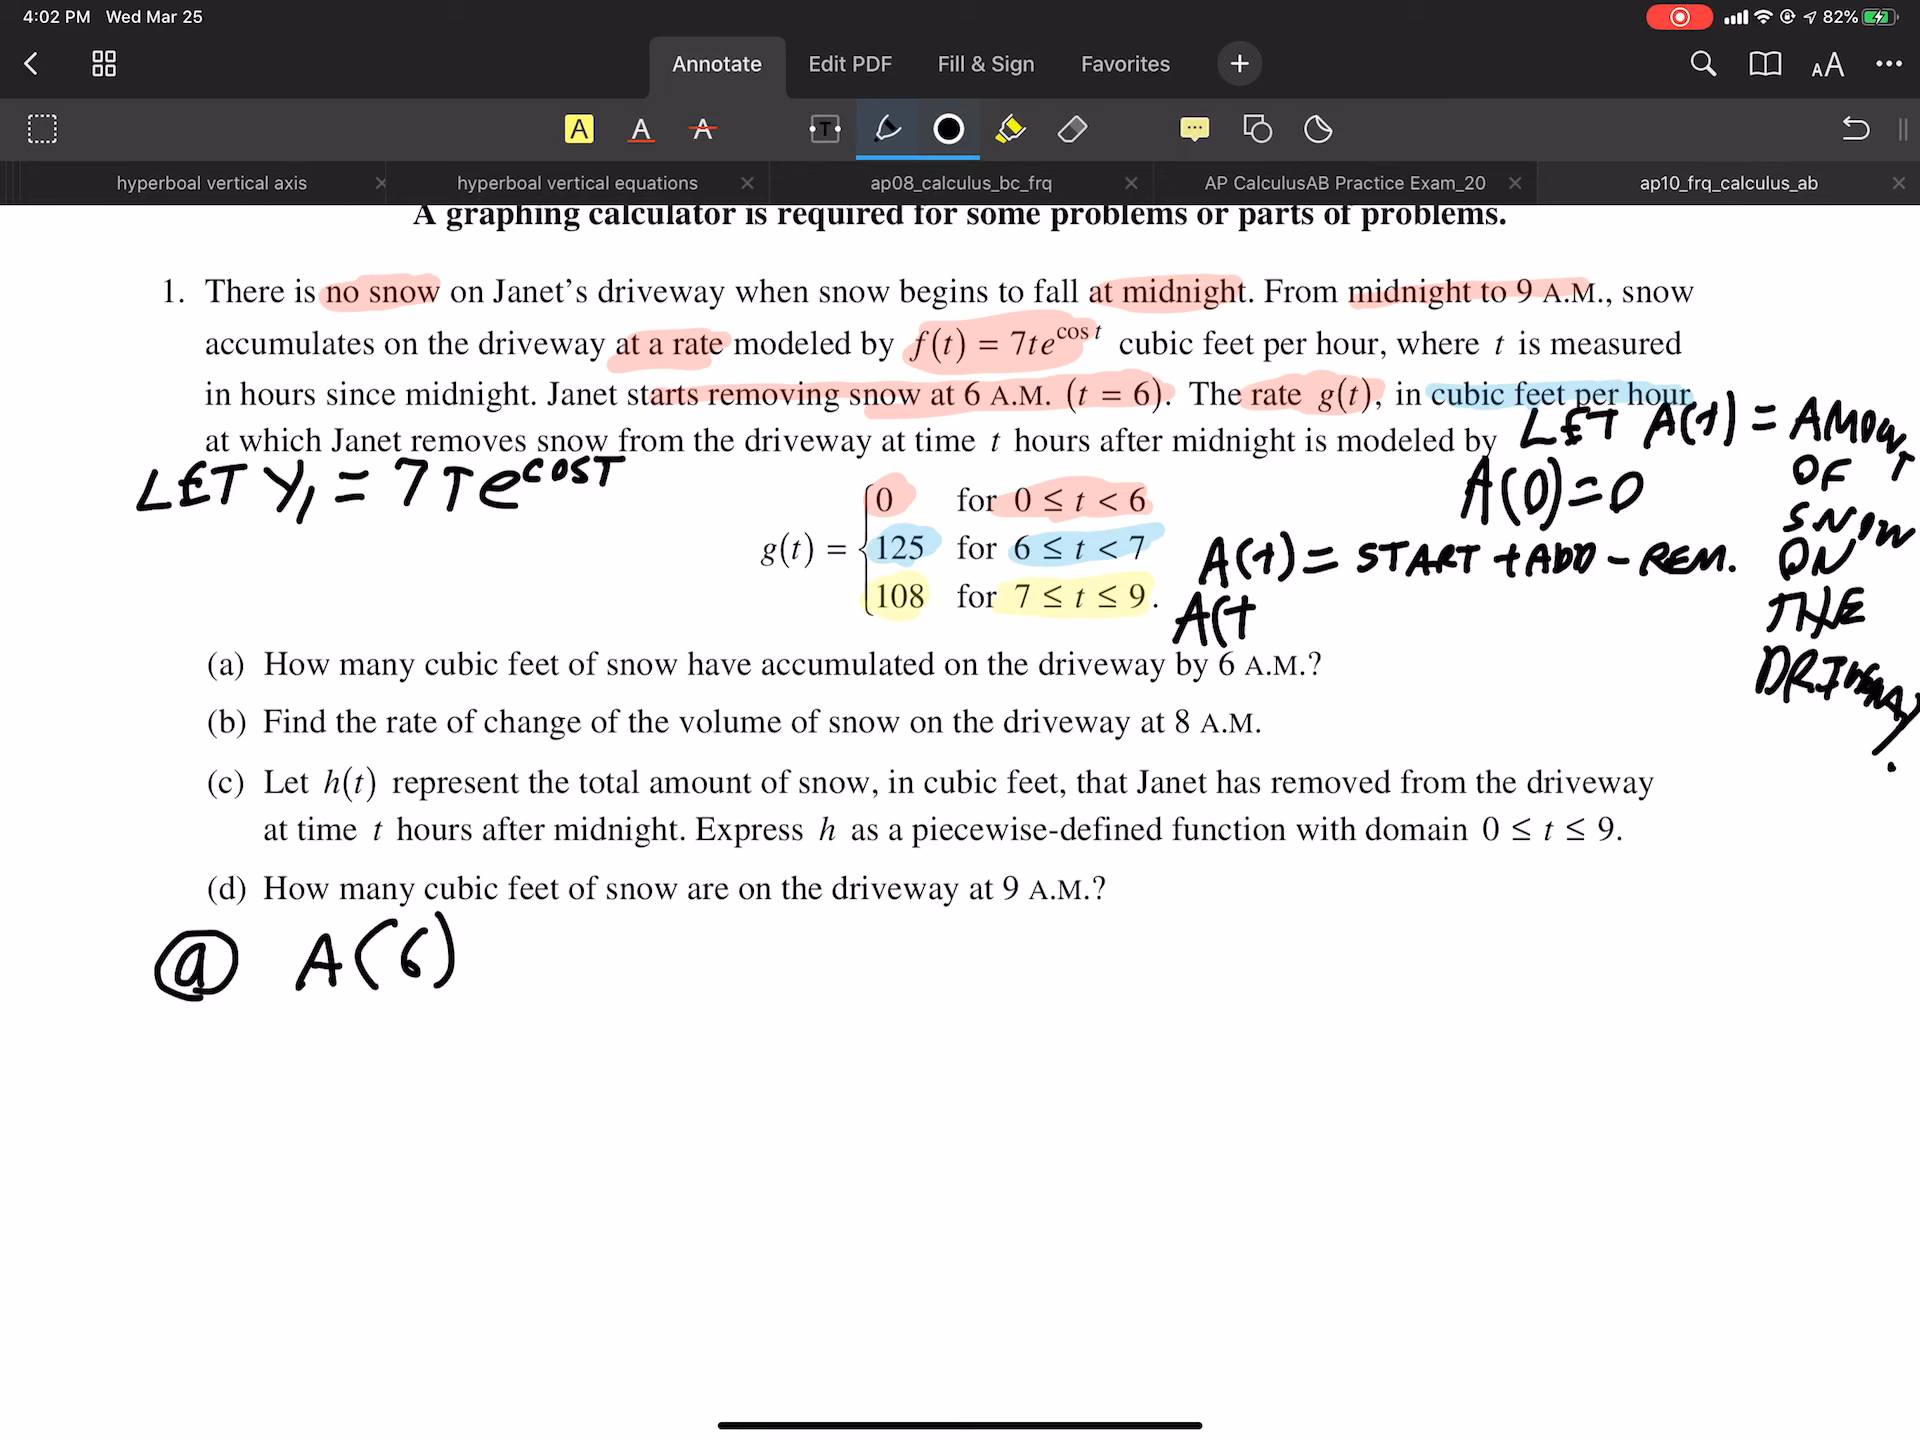 4:02 PM Wed Mar 25
82%
Annotate Edit PDF Fill & Sign Favorites
AA
A A A T
hyperboal vertical axis hyperboal vertical equations ap08_calculus_bc_frq AP CalculusAB Practice Exam_20 ap10_frq_calculus_ab
A graphing calculator is required for some problems or parts of problems.
1. There is no snow on Janet's driveway when snow begins to fall at midnight. From midnight to 9 A.M., snow
accumulates on the driveway at a rate modeled by f(t) = 7te^cos t cubic feet per hour, where t is measured
in hours since midnight. Janet starts removing snow at 6 A.M. (t = 6). The rate g(t), in cubic feet per hour,
at which Janet removes snow from the driveway at time t hours after midnight is modeled by
LET A(t) = AMOUNT
OF
SNOW
ON
THE
DRIVEWAY.
LET Y₁ = 7Te^COST
A(0)=0
g(t) = { 0 for 0 ≤ t < 6
125 for 6 ≤ t < 7
108 for 7 ≤ t ≤ 9.
A(t)= START + ADD - REM.
A(t
(a) How many cubic feet of snow have accumulated on the driveway by 6 A.M.?
(b) Find the rate of change of the volume of snow on the driveway at 8 A.M.
(c) Let h(t) represent the total amount of snow, in cubic feet, that Janet has removed from the driveway
at time t hours after midnight. Express h as a piecewise-defined function with domain 0 ≤ t ≤ 9.
(d) How many cubic feet of snow are on the driveway at 9 A.M.?
ⓐ A(6)